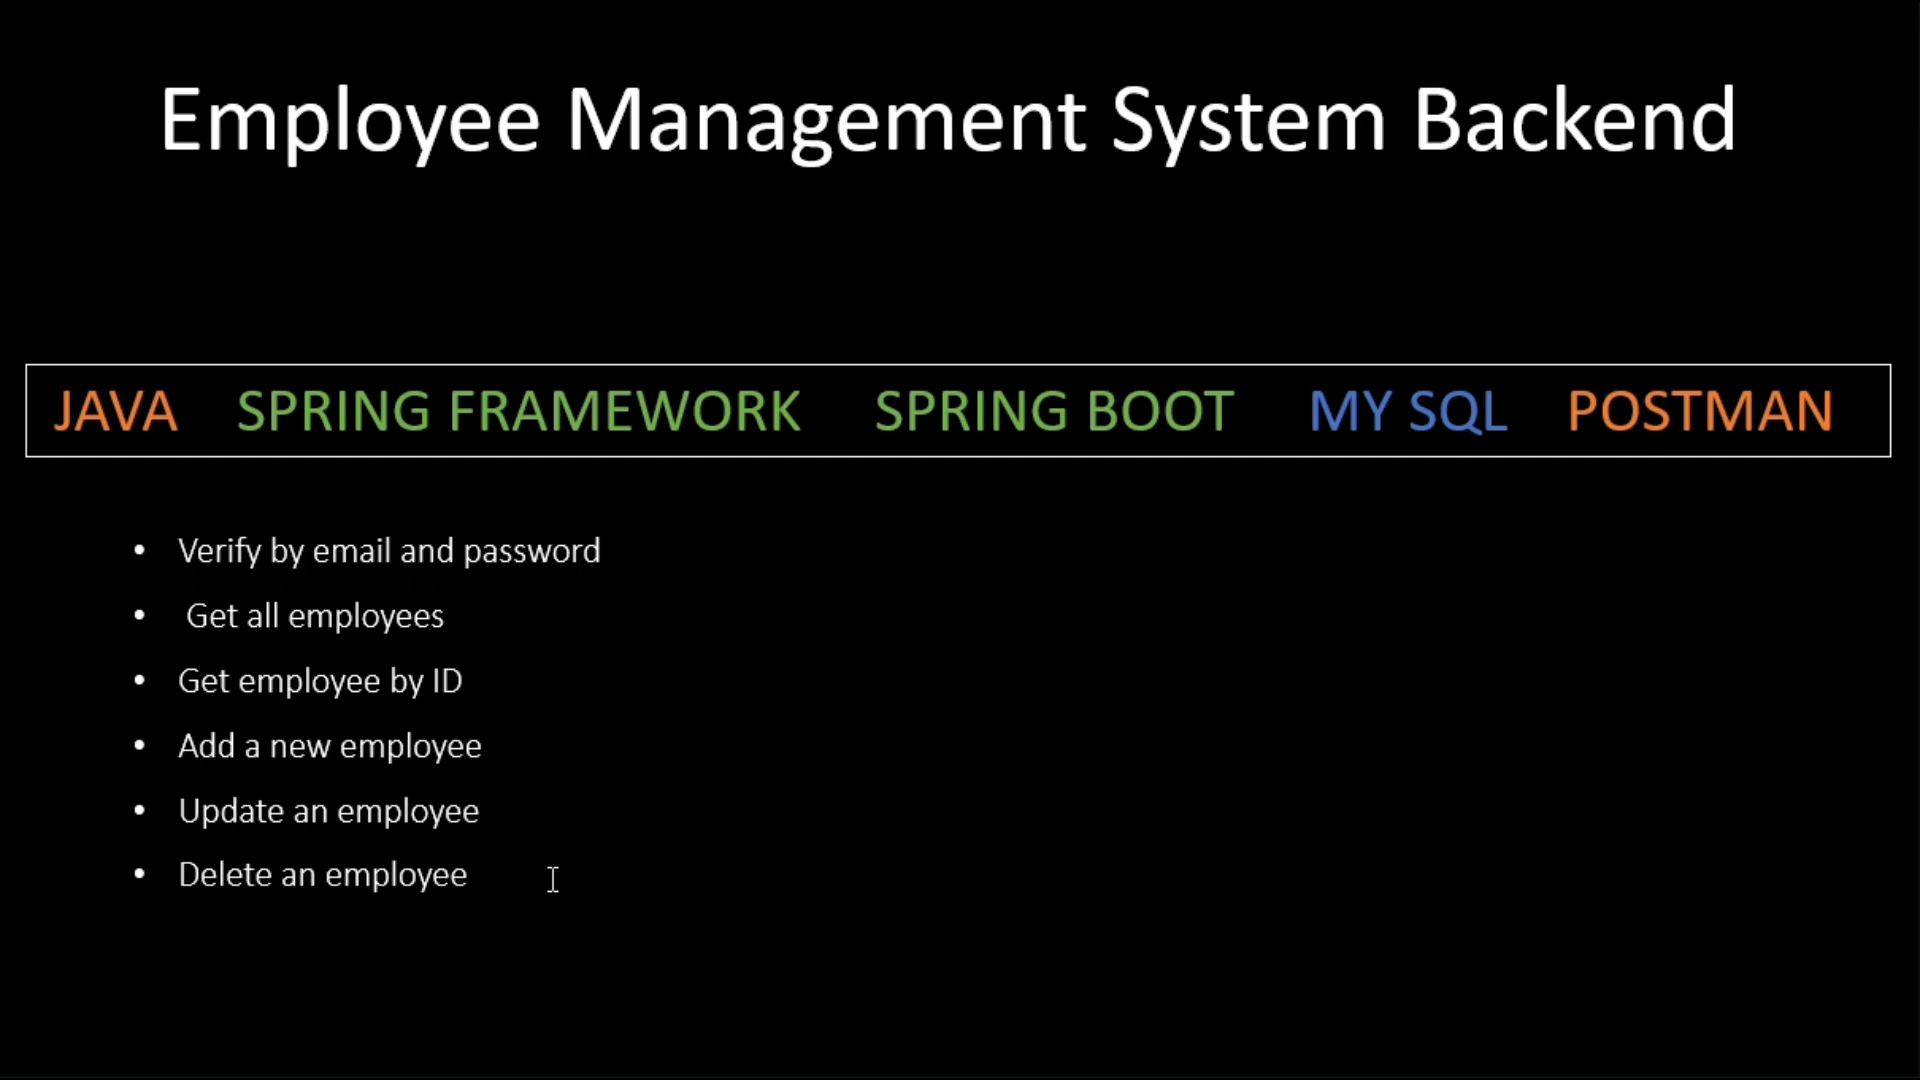 Employee Management System Backend
JAVA SPRING FRAMEWORK SPRING BOOT MY SQL POSTMAN
• Verify by email and password
• Get all employees
• Get employee by ID
• Add a new employee
• Update an employee
• Delete an employee